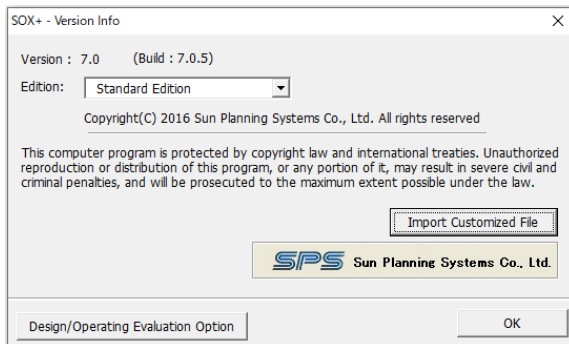 SOX+ - Version Info
Version : 7.0 (Build : 7.0.5)
Edition: Standard Edition
Copyright(C) 2016 Sun Planning Systems Co., Ltd. All rights reserved
This computer program is protected by copyright law and international treaties. Unauthorized
reproduction or distribution of this program, or any portion of it, may result in severe civil and
criminal penalties, and will be prosecuted to the maximum extent possible under the law.
Import Customized File
SPS Sun Planning Systems Co., Ltd.
Design/Operating Evaluation Option
OK